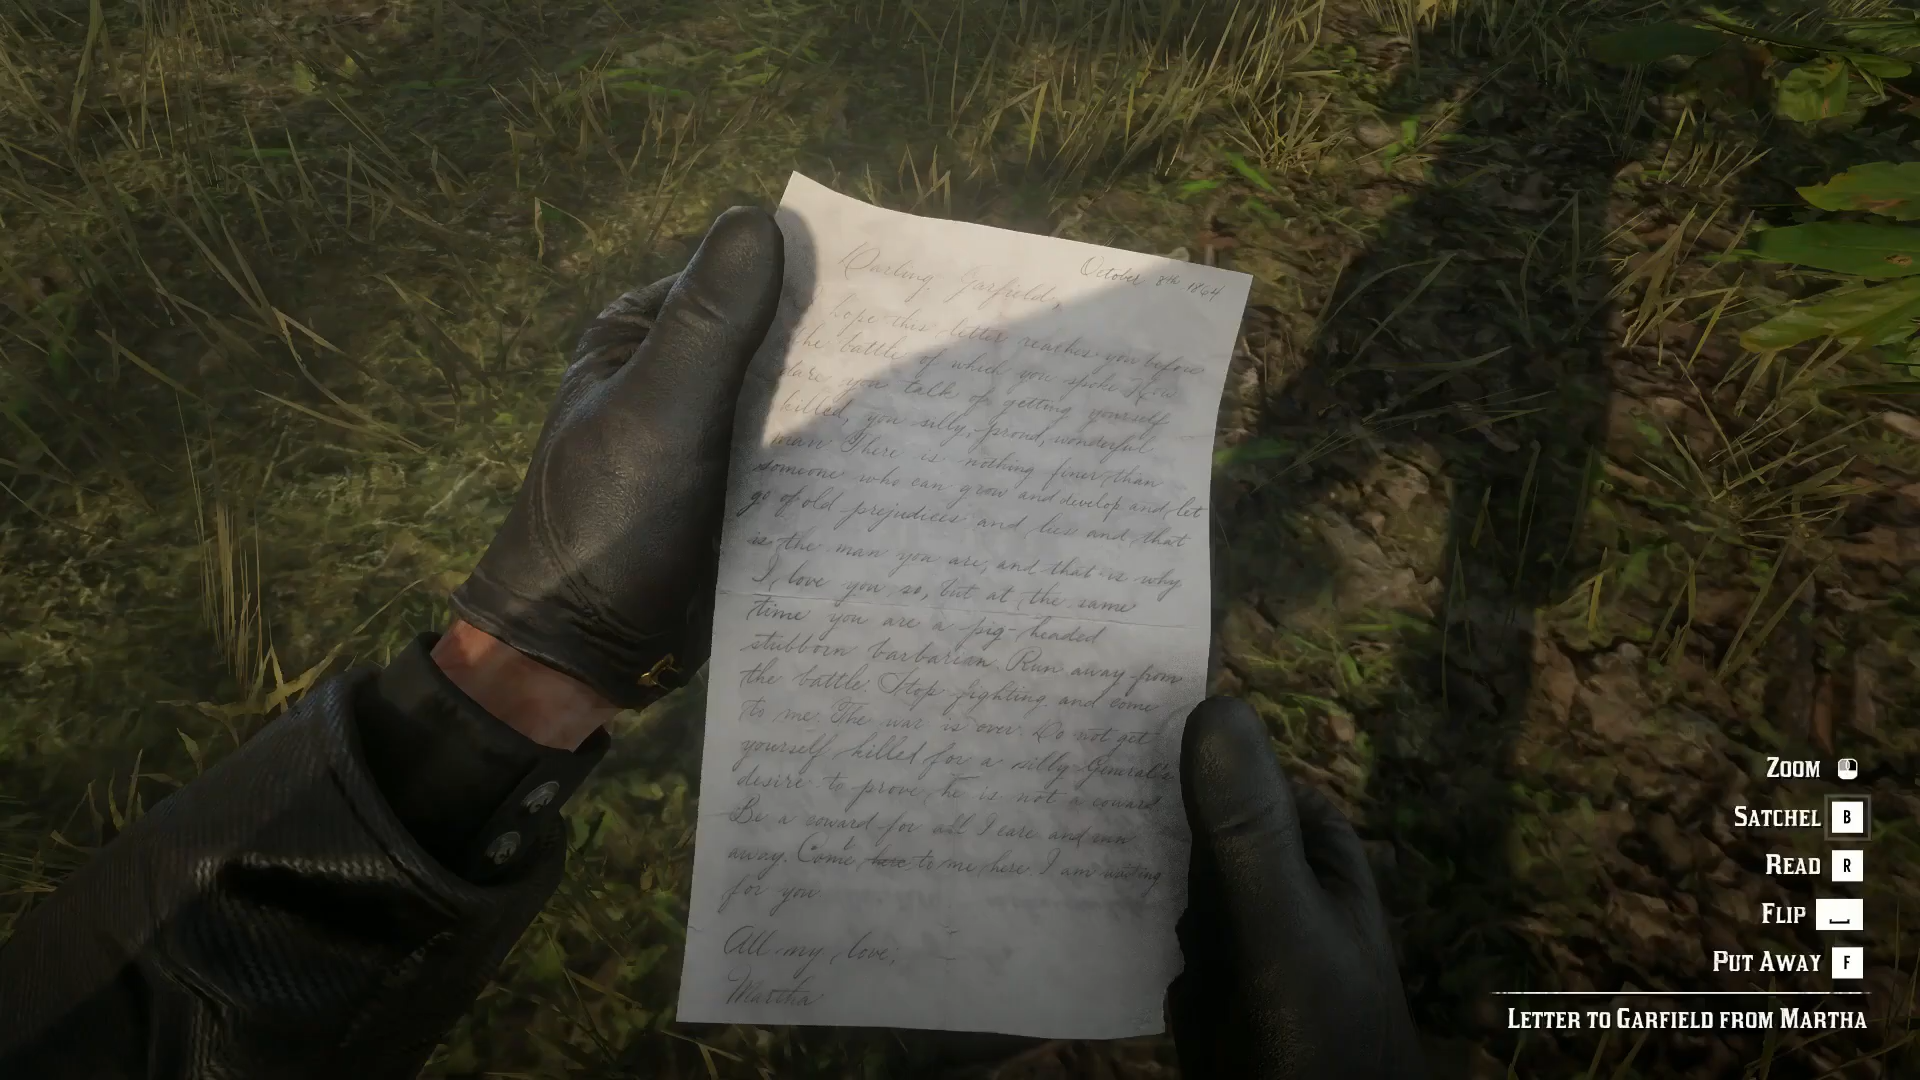 October 8th 1864
Darling Garfield,
I hope this letter reaches you before
the battle of which you spoke. How
dare you talk of getting yourself
killed, you silly, proud, wonderful
man. There is nothing finer than
someone who can grow and develop and let
go of old prejudices and lies and that
is the man you are, and that is why
I love you so, but at the same
time you are a pig-headed
stubborn barbarian. Run away from
the battle. Stop fighting and come
to me. The war is over. Do not get
yourself killed for a silly General's
desire to prove he is not a coward.
Be a coward for all I care and run
away. Come here to me here. I am waiting
for you
All my love,
Martha
ZOOM
SATCHEL B
READ R
FLIP
PUT AWAY F
LETTER TO GARFIELD FROM MARTHA